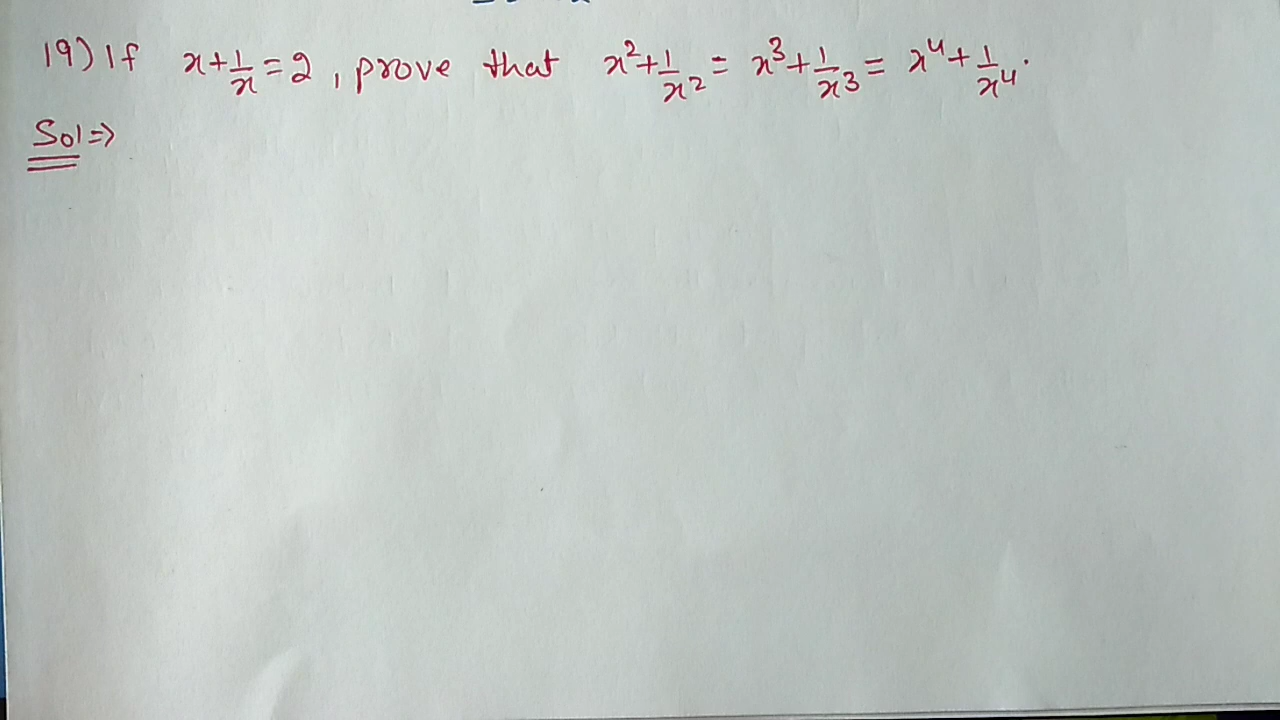 19) If x+1/x=2, prove that x²+1/x²=x³+1/x³=x⁴+1/x⁴.
Sol⇒